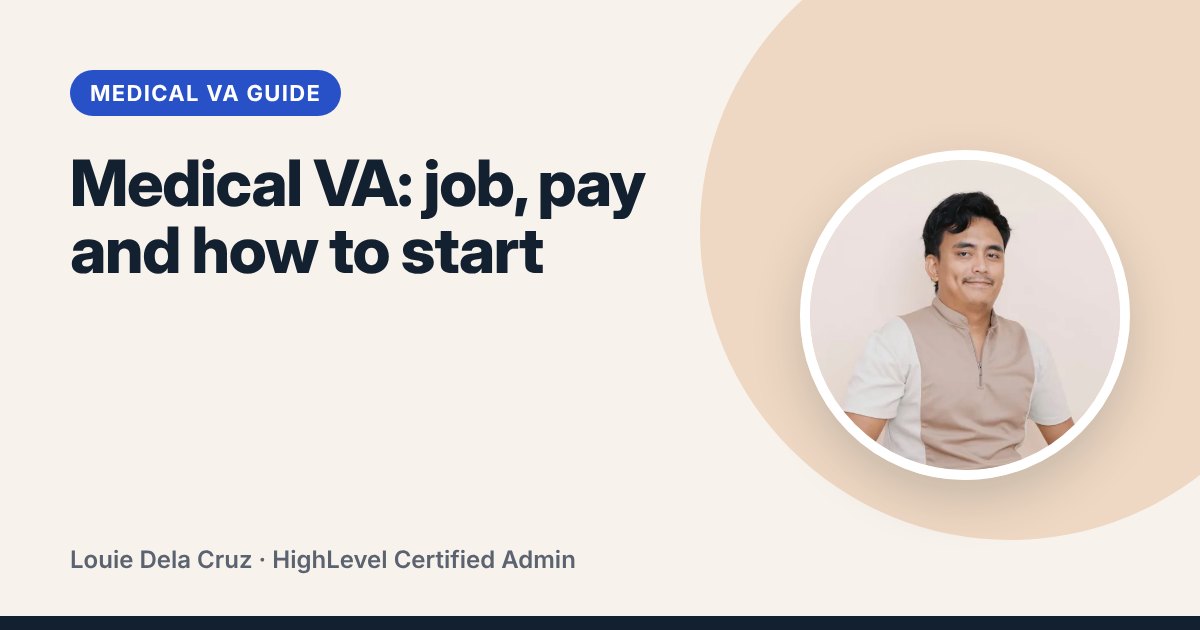 MEDICAL VA GUIDE
Medical VA: job, pay
and how to start
Louie Dela Cruz · HighLevel Certified Admin